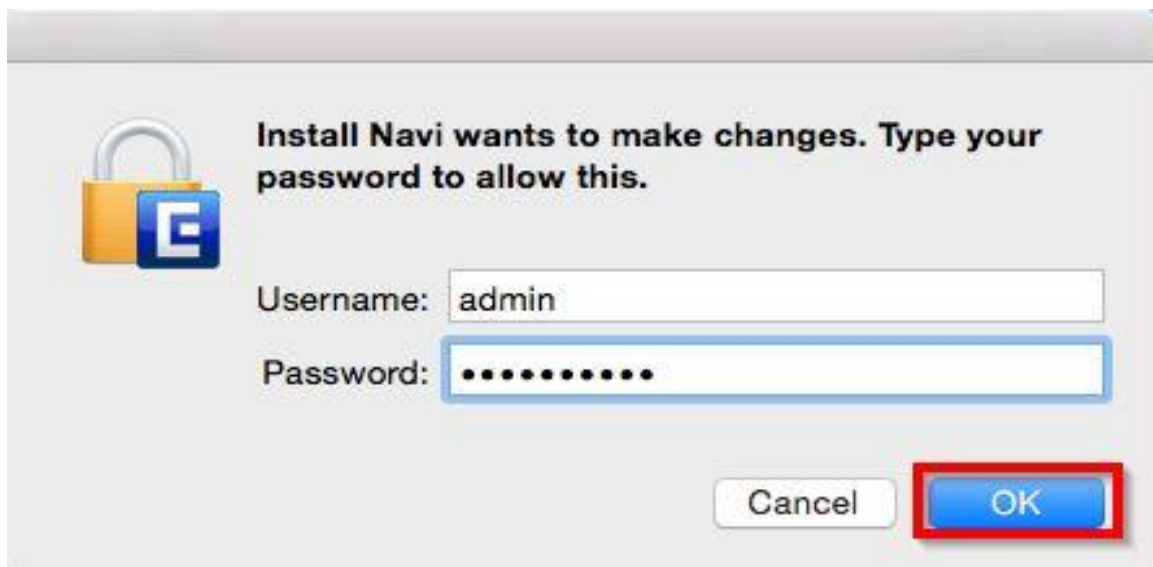 Install Navi wants to make changes. Type your
password to allow this.
E
Username: admin
Password: ••••••••••
Cancel OK